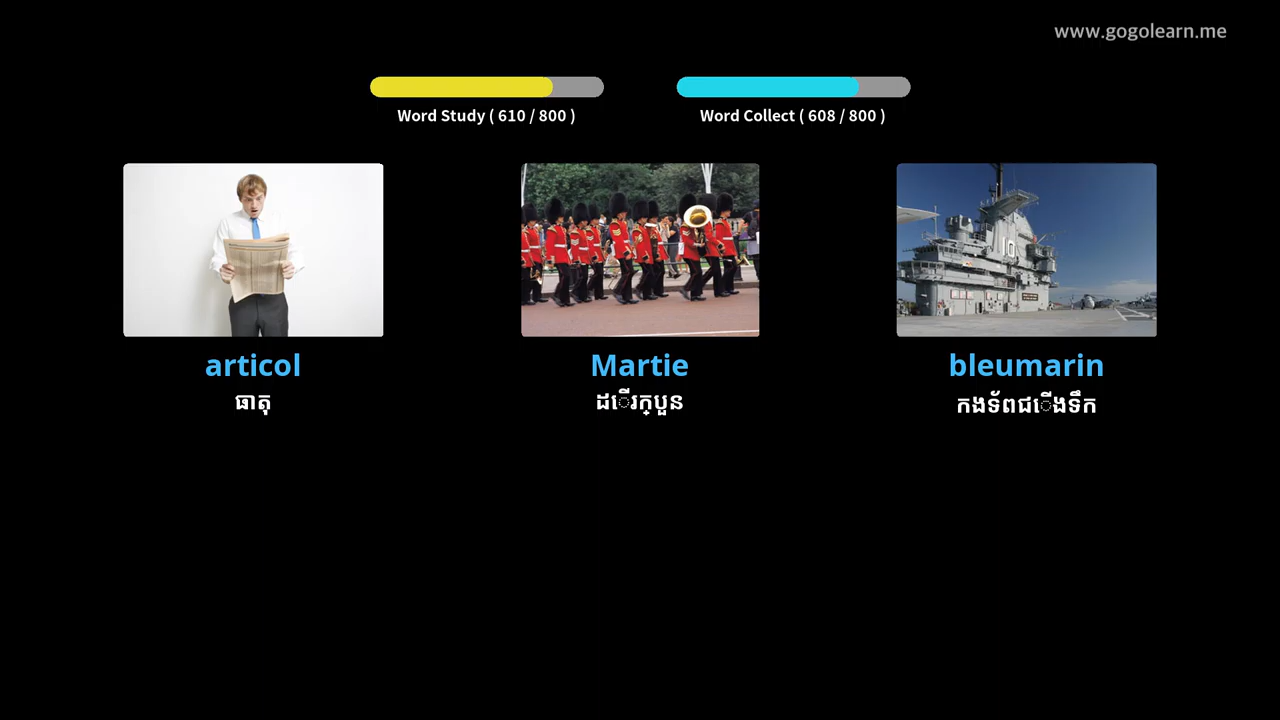 www.gogolearn.me
Word Study ( 610 / 800 )
Word Collect ( 608 / 800 )
articol
Martie
bleumarin
ធាតុ
ដើរក្បួន
កងទ័ពជើងទឹក
10